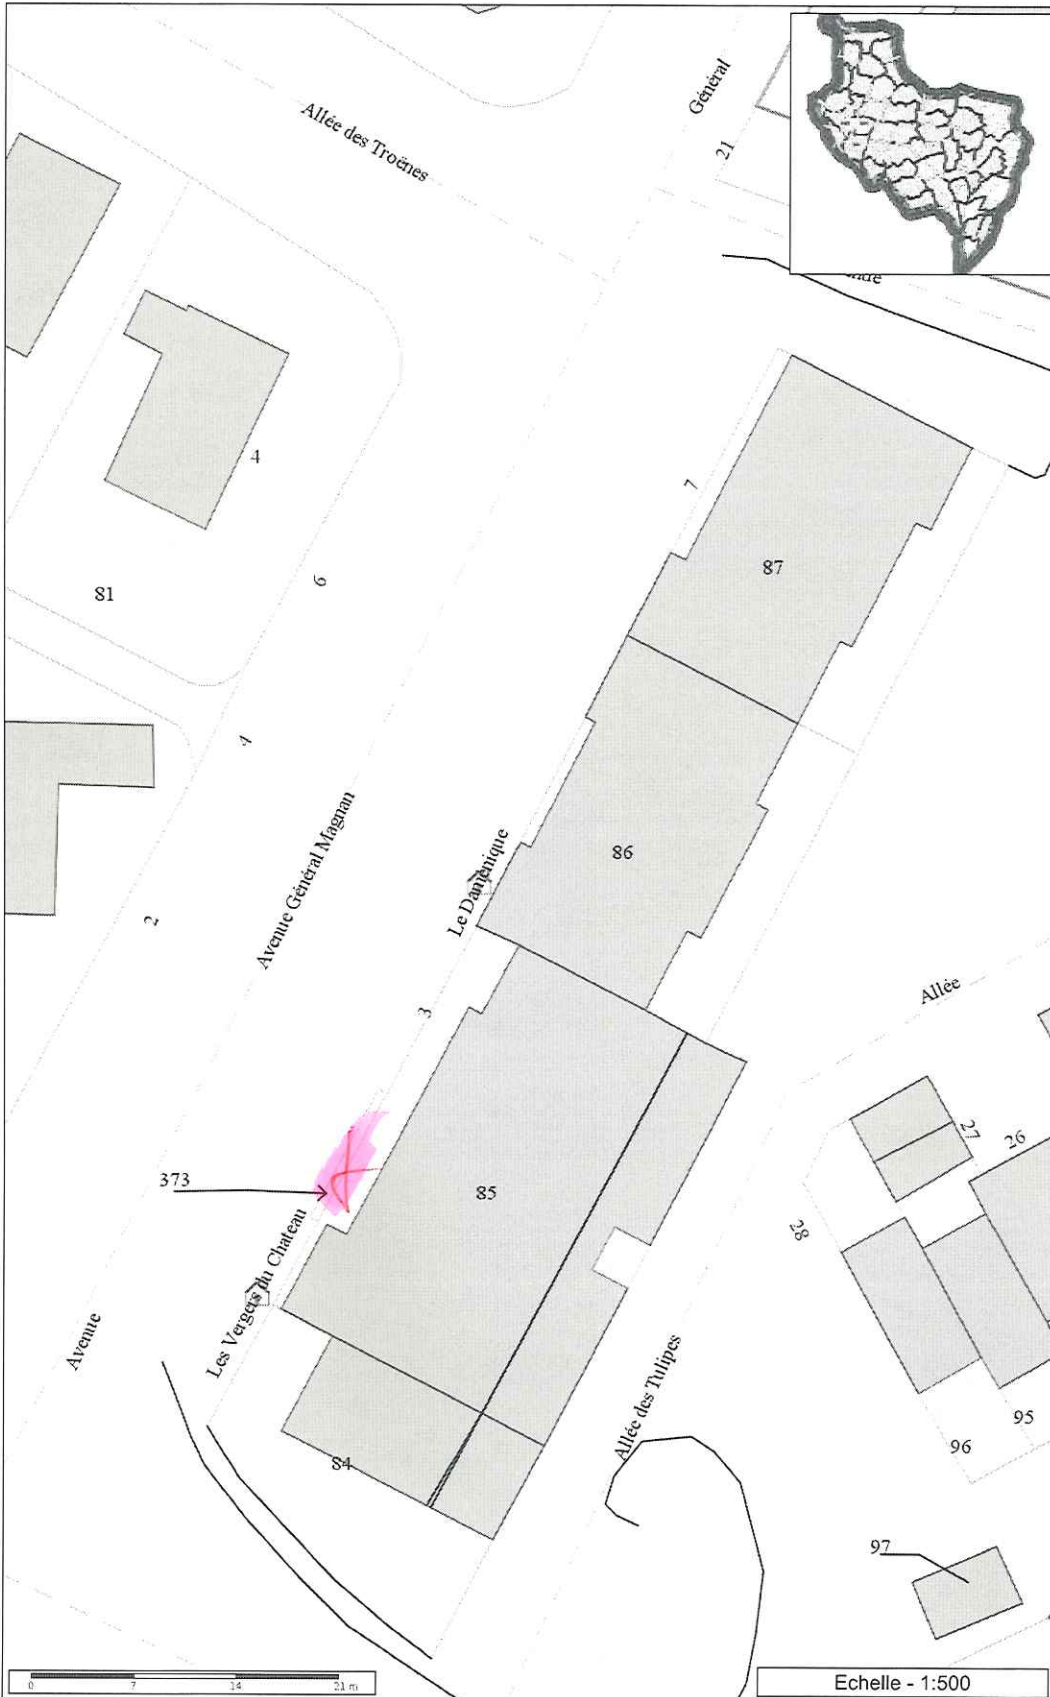 Général
21
Allée des Troënes
4
7
87
6
81
4
86
Avenue Général Magnan
Le Daménique
2
Allée
3
27
26
373
85
28
Les Vergers du Chateau
Avenue
Allée des Tulipes
95
96
84
97
0 7 14 21 m
Echelle - 1:500